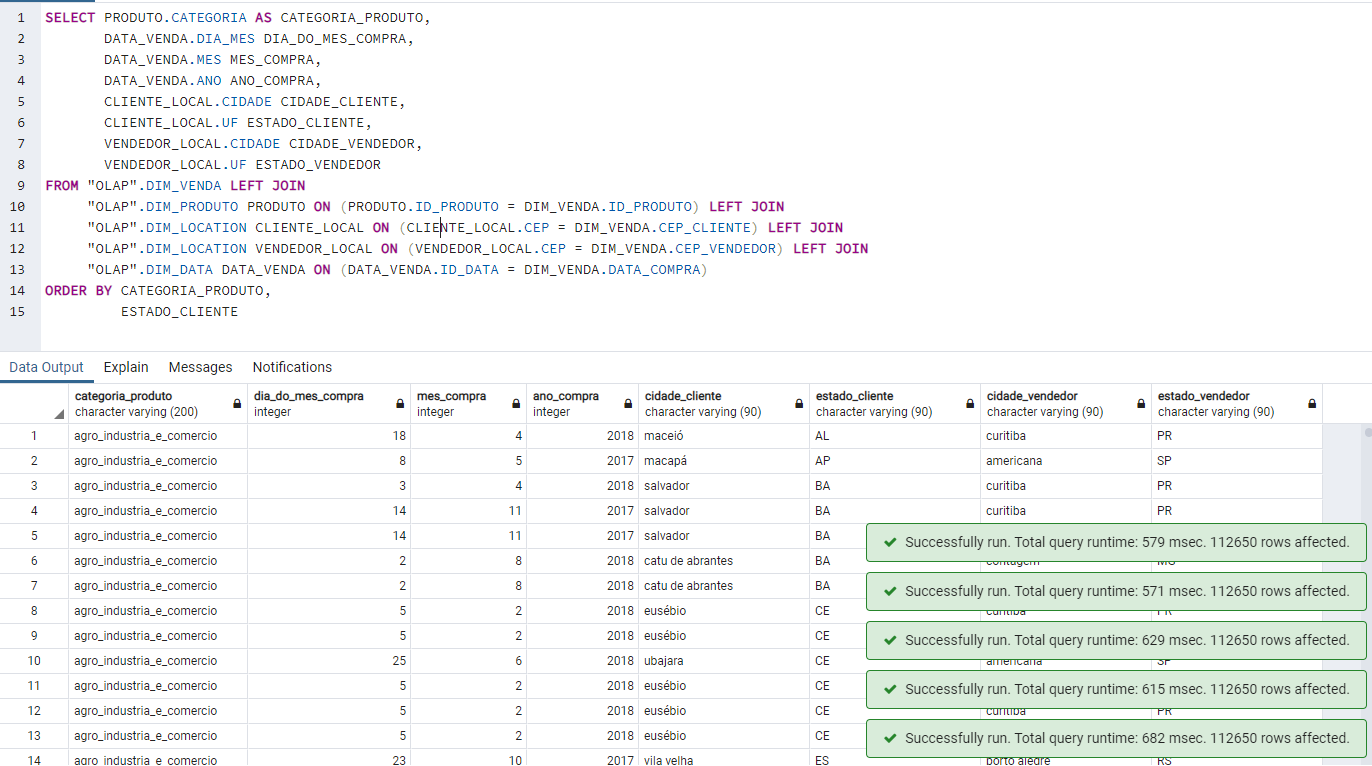 1 SELECT PRODUTO.CATEGORIA AS CATEGORIA_PRODUTO,
2 DATA_VENDA.DIA_MES DIA_DO_MES_COMPRA,
3 DATA_VENDA.MES MES_COMPRA,
4 DATA_VENDA.ANO ANO_COMPRA,
5 CLIENTE_LOCAL.CIDADE CIDADE_CLIENTE,
6 CLIENTE_LOCAL.UF ESTADO_CLIENTE,
7 VENDEDOR_LOCAL.CIDADE CIDADE_VENDEDOR,
8 VENDEDOR_LOCAL.UF ESTADO_VENDEDOR
9 FROM "OLAP".DIM_VENDA LEFT JOIN
10 "OLAP".DIM_PRODUTO PRODUTO ON (PRODUTO.ID_PRODUTO = DIM_VENDA.ID_PRODUTO) LEFT JOIN
11 "OLAP".DIM_LOCATION CLIENTE_LOCAL ON (CLIENTE_LOCAL.CEP = DIM_VENDA.CEP_CLIENTE) LEFT JOIN
12 "OLAP".DIM_LOCATION VENDEDOR_LOCAL ON (VENDEDOR_LOCAL.CEP = DIM_VENDA.CEP_VENDEDOR) LEFT JOIN
13 "OLAP".DIM_DATA DATA_VENDA ON (DATA_VENDA.ID_DATA = DIM_VENDA.DATA_COMPRA)
14 ORDER BY CATEGORIA_PRODUTO,
15 ESTADO_CLIENTE
Data Output Explain Messages Notifications
categoria_produto dia_do_mes_compra mes_compra ano_compra cidade_cliente estado_cliente cidade_vendedor estado_vendedor
character varying (200) integer integer integer character varying (90) character varying (90) character varying (90) character varying (90)
1 agro_industria_e_comercio 18 4 2018 maceió AL curitiba PR
2 agro_industria_e_comercio 8 5 2017 macapá AP americana SP
3 agro_industria_e_comercio 3 4 2018 salvador BA curitiba PR
4 agro_industria_e_comercio 14 11 2017 salvador BA curitiba PR
5 agro_industria_e_comercio 14 11 2017 salvador BA
Successfully run. Total query runtime: 579 msec. 112650 rows affected.
6 agro_industria_e_comercio 2 8 2018 catu de abrantes BA contagem MG
7 agro_industria_e_comercio 2 8 2018 catu de abrantes BA
Successfully run. Total query runtime: 571 msec. 112650 rows affected.
8 agro_industria_e_comercio 5 2 2018 eusébio CE curitiba PR
9 agro_industria_e_comercio 5 2 2018 eusébio CE
Successfully run. Total query runtime: 629 msec. 112650 rows affected.
10 agro_industria_e_comercio 25 6 2018 ubajara CE americana SP
11 agro_industria_e_comercio 5 2 2018 eusébio CE
Successfully run. Total query runtime: 615 msec. 112650 rows affected.
12 agro_industria_e_comercio 5 2 2018 eusébio CE curitiba PR
13 agro_industria_e_comercio 5 2 2018 eusébio CE
Successfully run. Total query runtime: 682 msec. 112650 rows affected.
14 agro_industria_e_comercio 23 10 2017 vila velha ES porto alegre RS